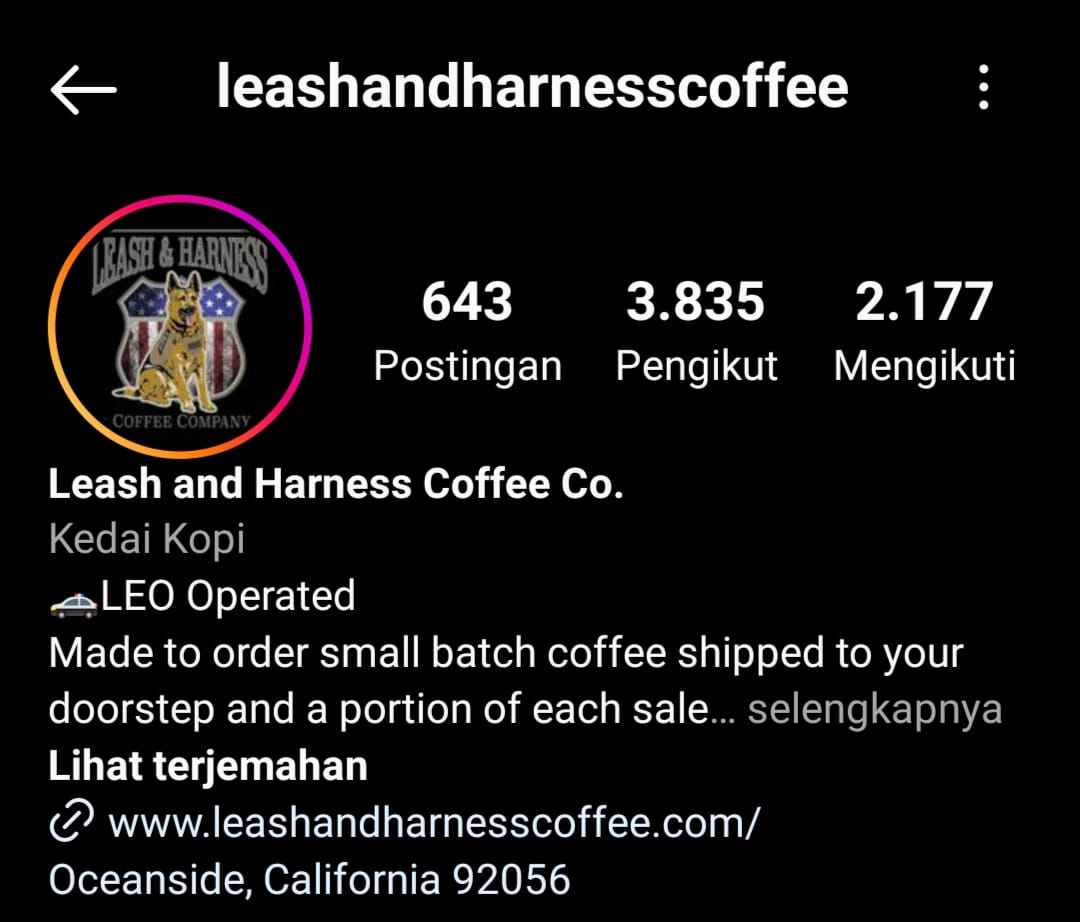 leashandharnesscoffee
LEASH & HARNESS
COFFEE COMPANY
643
3.835
2.177
Postingan
Pengikut
Mengikuti
Leash and Harness Coffee Co.
Kedai Kopi
🚓LEO Operated
Made to order small batch coffee shipped to your
doorstep and a portion of each sale... selengkapnya
Lihat terjemahan
www.leashandharnesscoffee.com/
Oceanside, California 92056